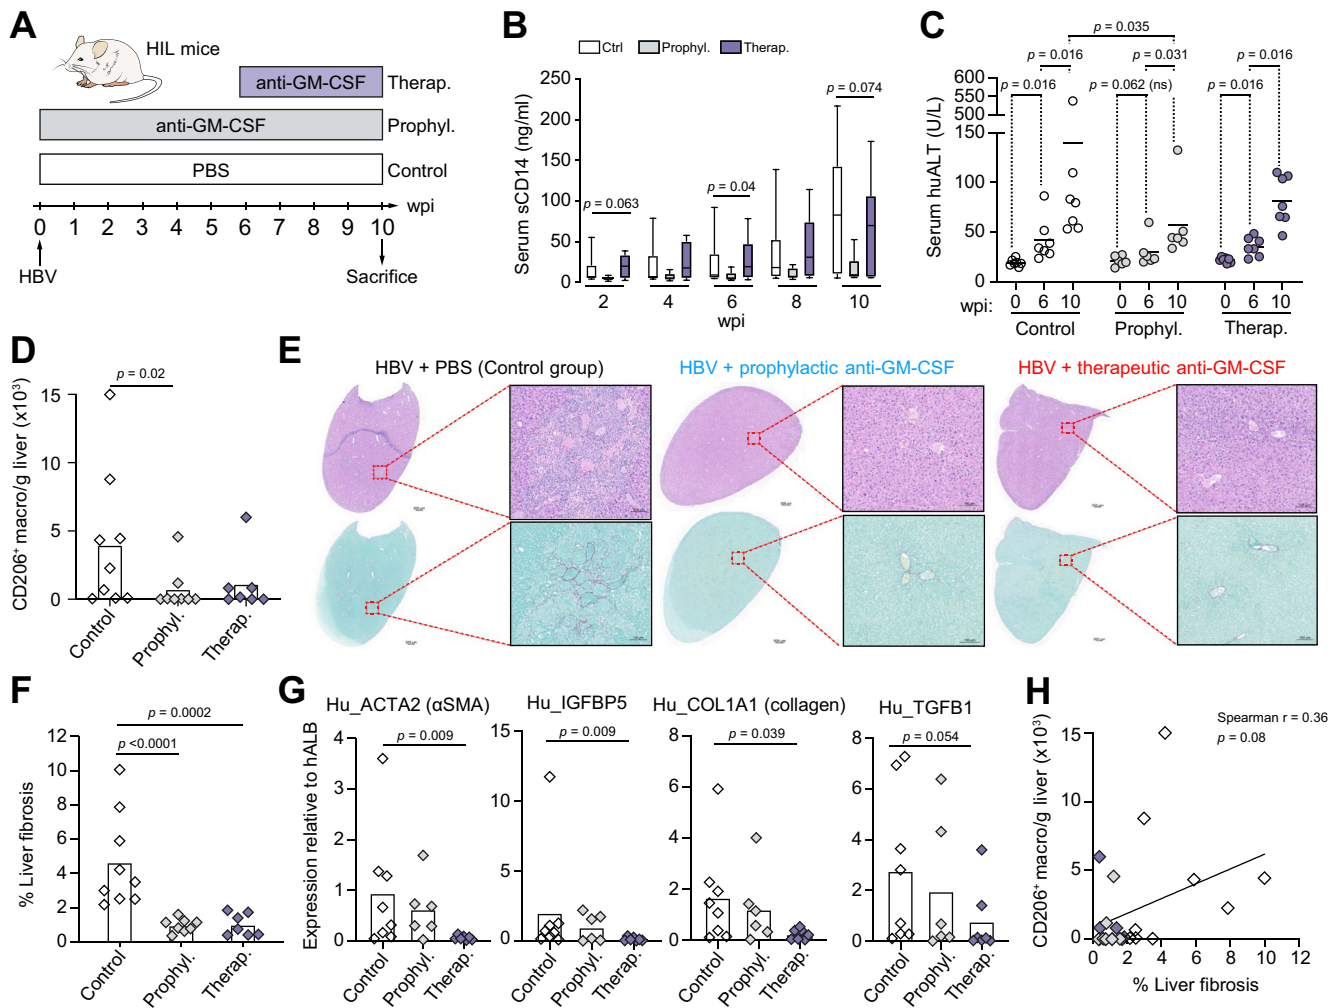 A
HIL mice
anti-GM-CSF
Therap.
anti-GM-CSF
Prophyl.
PBS
Control
wpi
0 1 2 3 4 5 6 7 8 9 10
HBV
Sacrifice
B
Ctrl Prophyl. Therap.
Serum sCD14 (ng/ml)
250
200
150
100
50
0
p = 0.063
p = 0.04
p = 0.074
2 4 6 8 10
wpi
C
Serum huALT (U/L)
600
550
500
150
100
50
0
p = 0.035
p = 0.016 p = 0.031 p = 0.016
p = 0.016 p = 0.062 (ns) p = 0.016
wpi: 0 6 10 0 6 10 0 6 10
Control Prophyl. Therap.
D
CD206+ macro/g liver (x10³)
15
10
5
0
p = 0.02
Control Prophyl. Therap.
E
HBV + PBS (Control group)
HBV + prophylactic anti-GM-CSF
HBV + therapeutic anti-GM-CSF
F
% Liver fibrosis
12
10
8
6
4
2
0
p = 0.0002
p <0.0001
Control Prophyl. Therap.
G
Expression relative to hALB
Hu_ACTA2 (αSMA)
4
3
2
1
0
p = 0.009
Control Prophyl. Therap.
Hu_IGFBP5
15
10
5
0
p = 0.009
Control Prophyl. Therap.
Hu_COL1A1 (collagen)
8
6
4
2
0
p = 0.039
Control Prophyl. Therap.
Hu_TGFB1
8
6
4
2
0
p = 0.054
Control Prophyl. Therap.
H
CD206+ macro/g liver (x10³)
15
10
5
0
Spearman r = 0.36
p = 0.08
0 2 4 6 8 10 12
% Liver fibrosis